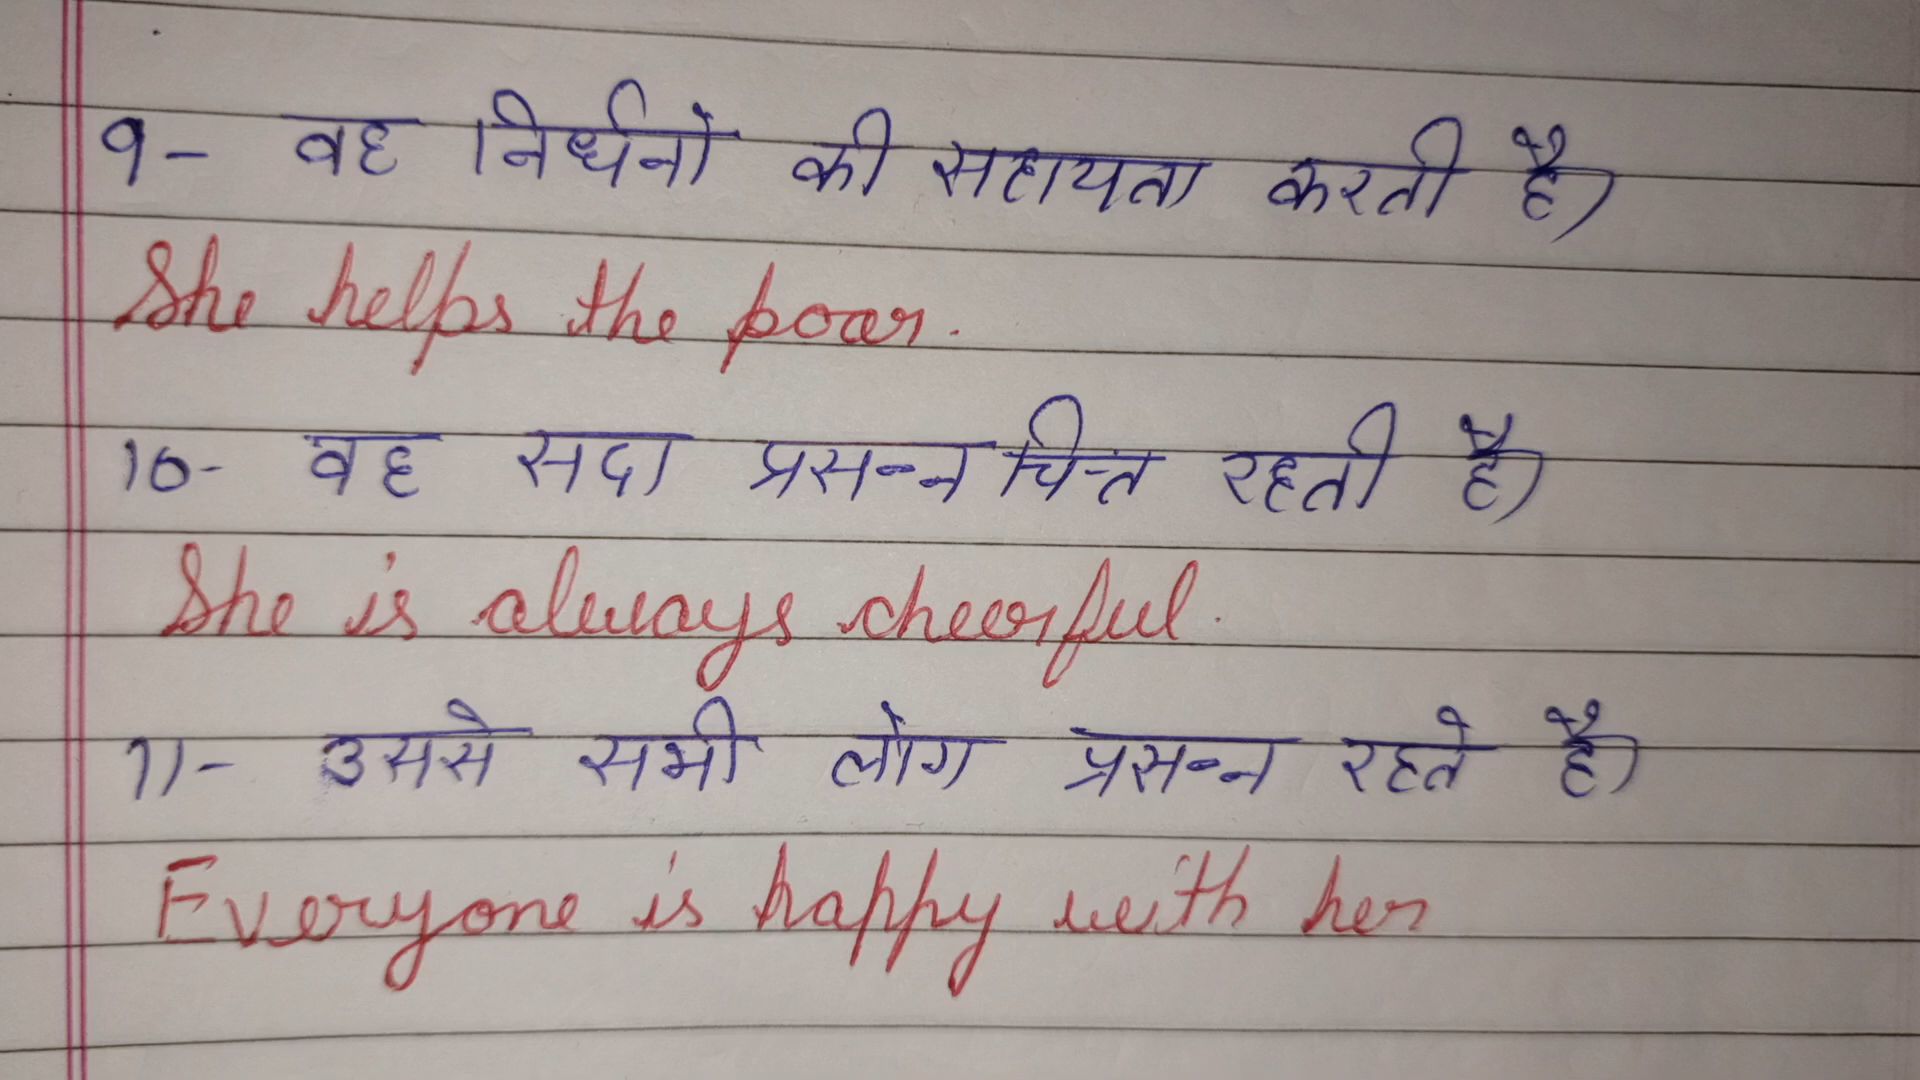 9- वह निर्धनों की सहायता करती है)
She helps the poor.
10- वह सदा प्रसन्नचित्त रहती है)
She is always cheerful.
11- उससे सभी लोग प्रसन्न रहते है)
Everyone is happy with her